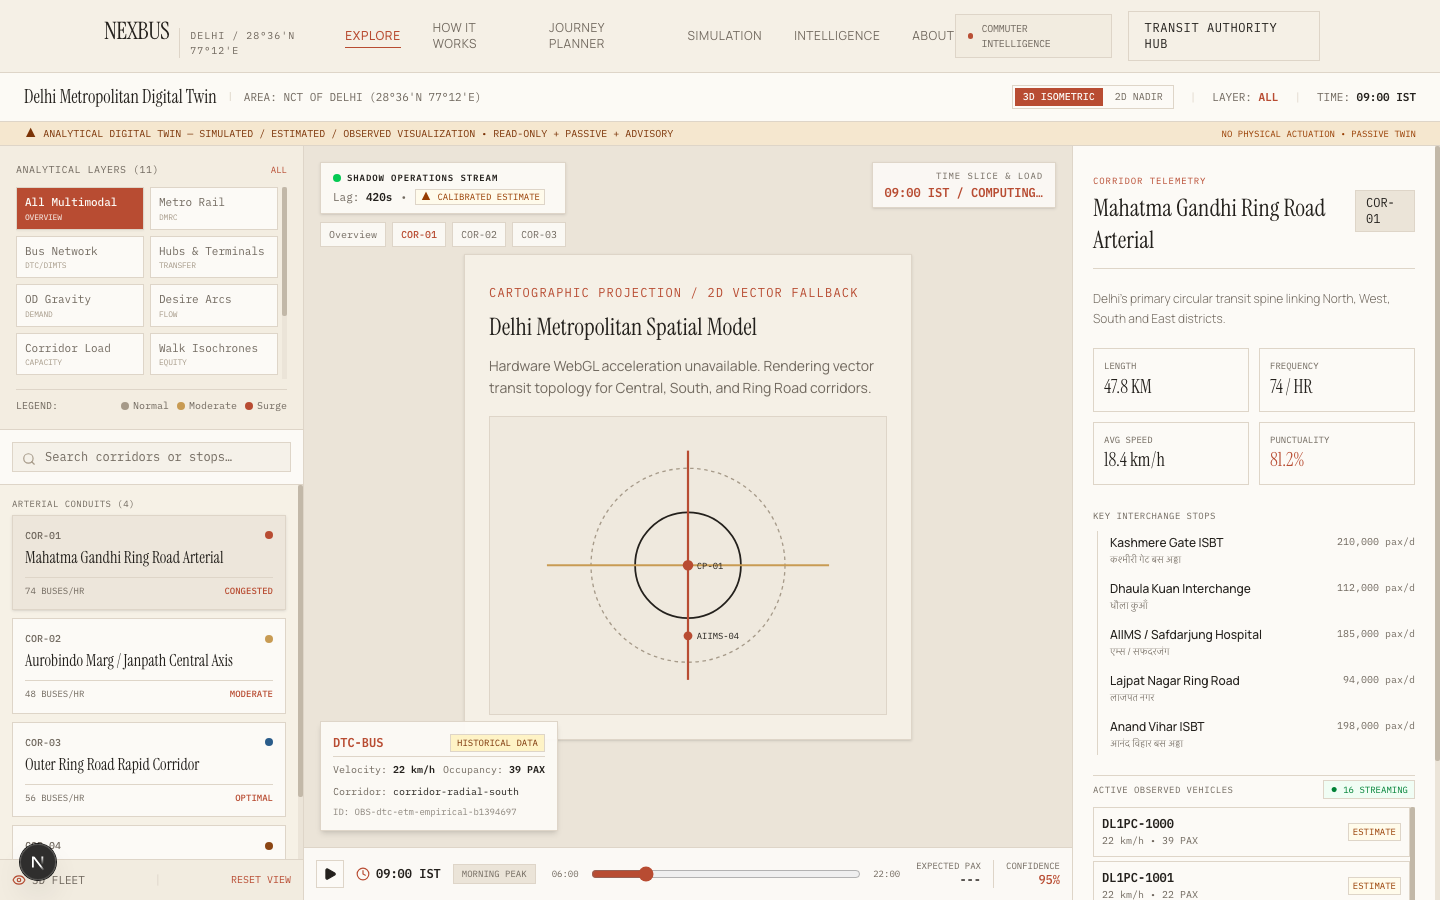 NEXBUS
DELHI / 28°36'N
77°12'E
EXPLORE
HOW IT
WORKS
JOURNEY
PLANNER
SIMULATION
INTELLIGENCE
ABOUT
COMMUTER
INTELLIGENCE
TRANSIT AUTHORITY
HUB
Delhi Metropolitan Digital Twin
AREA: NCT OF DELHI (28°36'N 77°12'E)
3D ISOMETRIC
2D NADIR
LAYER: ALL
TIME: 09:00 IST
ANALYTICAL DIGITAL TWIN — SIMULATED / ESTIMATED / OBSERVED VISUALIZATION • READ-ONLY + PASSIVE + ADVISORY
NO PHYSICAL ACTUATION • PASSIVE TWIN
ANALYTICAL LAYERS (11)
ALL
All Multimodal
OVERVIEW
Metro Rail
DMRC
Bus Network
DTC/DIMTS
Hubs & Terminals
TRANSFER
OD Gravity
DEMAND
Desire Arcs
FLOW
Corridor Load
CAPACITY
Walk Isochrones
EQUITY
LEGEND:
Normal
Moderate
Surge
Search corridors or stops…
ARTERIAL CONDUITS (4)
COR-01
Mahatma Gandhi Ring Road Arterial
74 BUSES/HR
CONGESTED
COR-02
Aurobindo Marg / Janpath Central Axis
48 BUSES/HR
MODERATE
COR-03
Outer Ring Road Rapid Corridor
56 BUSES/HR
OPTIMAL
FLEET
RESET VIEW
SHADOW OPERATIONS STREAM
Lag: 420s •
CALIBRATED ESTIMATE
Overview
COR-01
COR-02
COR-03
TIME SLICE & LOAD
09:00 IST / COMPUTING…
CARTOGRAPHIC PROJECTION / 2D VECTOR FALLBACK
Delhi Metropolitan Spatial Model
Hardware WebGL acceleration unavailable. Rendering vector
transit topology for Central, South, and Ring Road corridors.
CP-01
AIIMS-04
DTC-BUS
HISTORICAL DATA
Velocity: 22 km/h
Occupancy: 39 PAX
Corridor: corridor-radial-south
ID: OBS-dtc-etm-empirical-b1394697
09:00 IST
MORNING PEAK
06:00
22:00
EXPECTED PAX
---
CONFIDENCE
95%
CORRIDOR TELEMETRY
Mahatma Gandhi Ring Road
Arterial
COR-
01
Delhi's primary circular transit spine linking North, West,
South and East districts.
LENGTH
47.8 KM
FREQUENCY
74 / HR
AVG SPEED
18.4 km/h
PUNCTUALITY
81.2%
KEY INTERCHANGE STOPS
Kashmere Gate ISBT
210,000 pax/d
कश्मीरी गेट बस अड्डा
Dhaula Kuan Interchange
112,000 pax/d
धौला कुआँ
AIIMS / Safdarjung Hospital
185,000 pax/d
एम्स / सफदरजंग
Lajpat Nagar Ring Road
94,000 pax/d
लाजपत नगर
Anand Vihar ISBT
198,000 pax/d
आनंद विहार बस अड्डा
ACTIVE OBSERVED VEHICLES
16 STREAMING
DL1PC-1000
22 km/h • 39 PAX
ESTIMATE
DL1PC-1001
22 km/h • 22 PAX
ESTIMATE